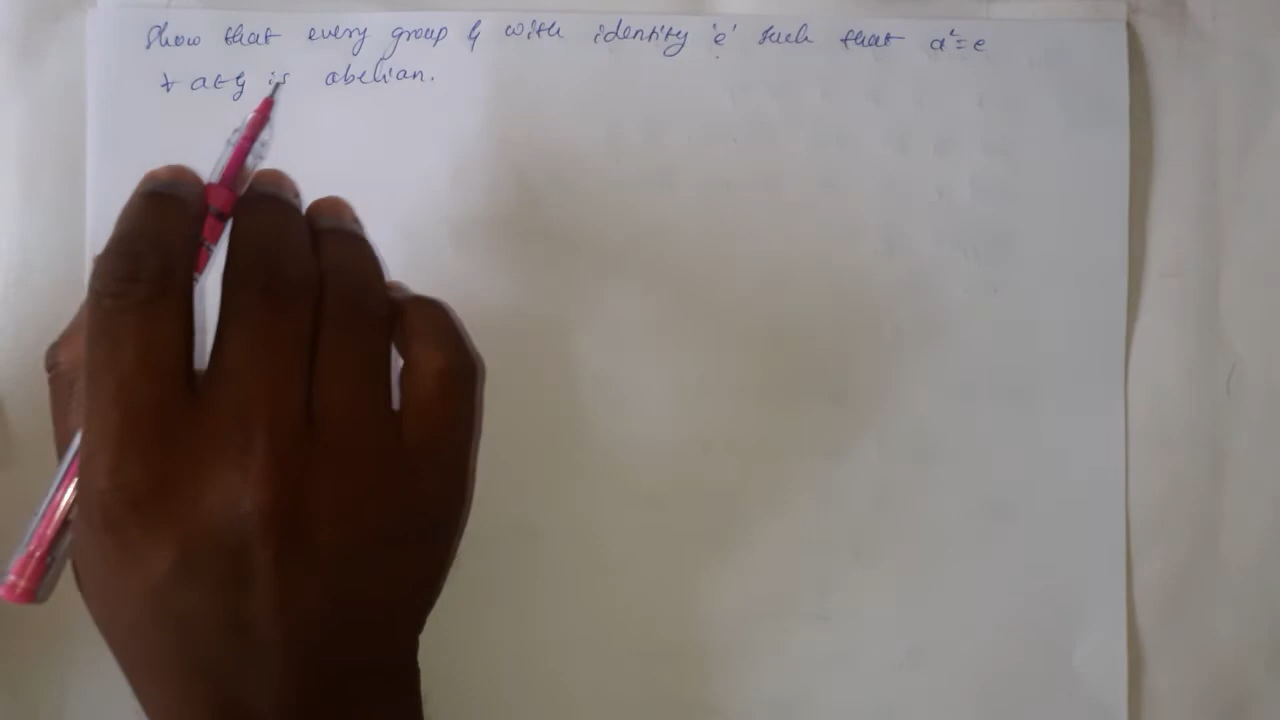 Show that every group G with identity 'e' such that a² = e
∀ a ∈ G is abelian.